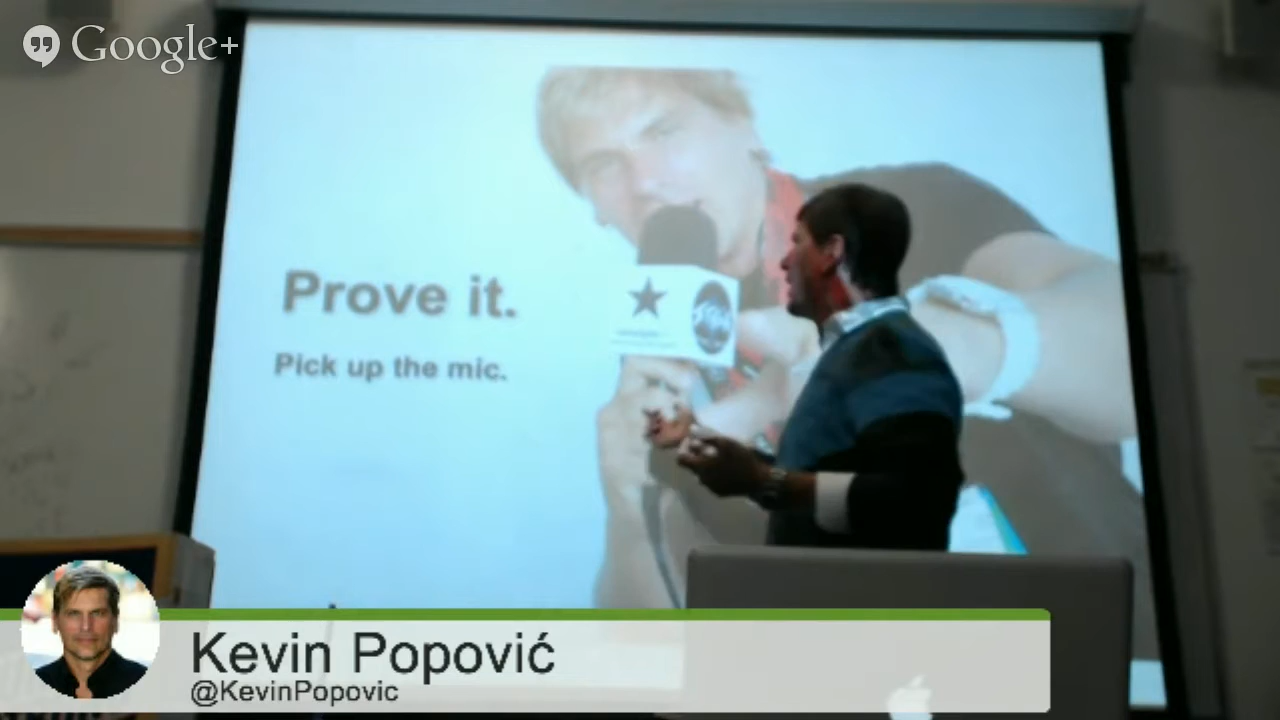 Google+
Prove it.
Pick up the mic.
Kevin Popović
@KevinPopovic